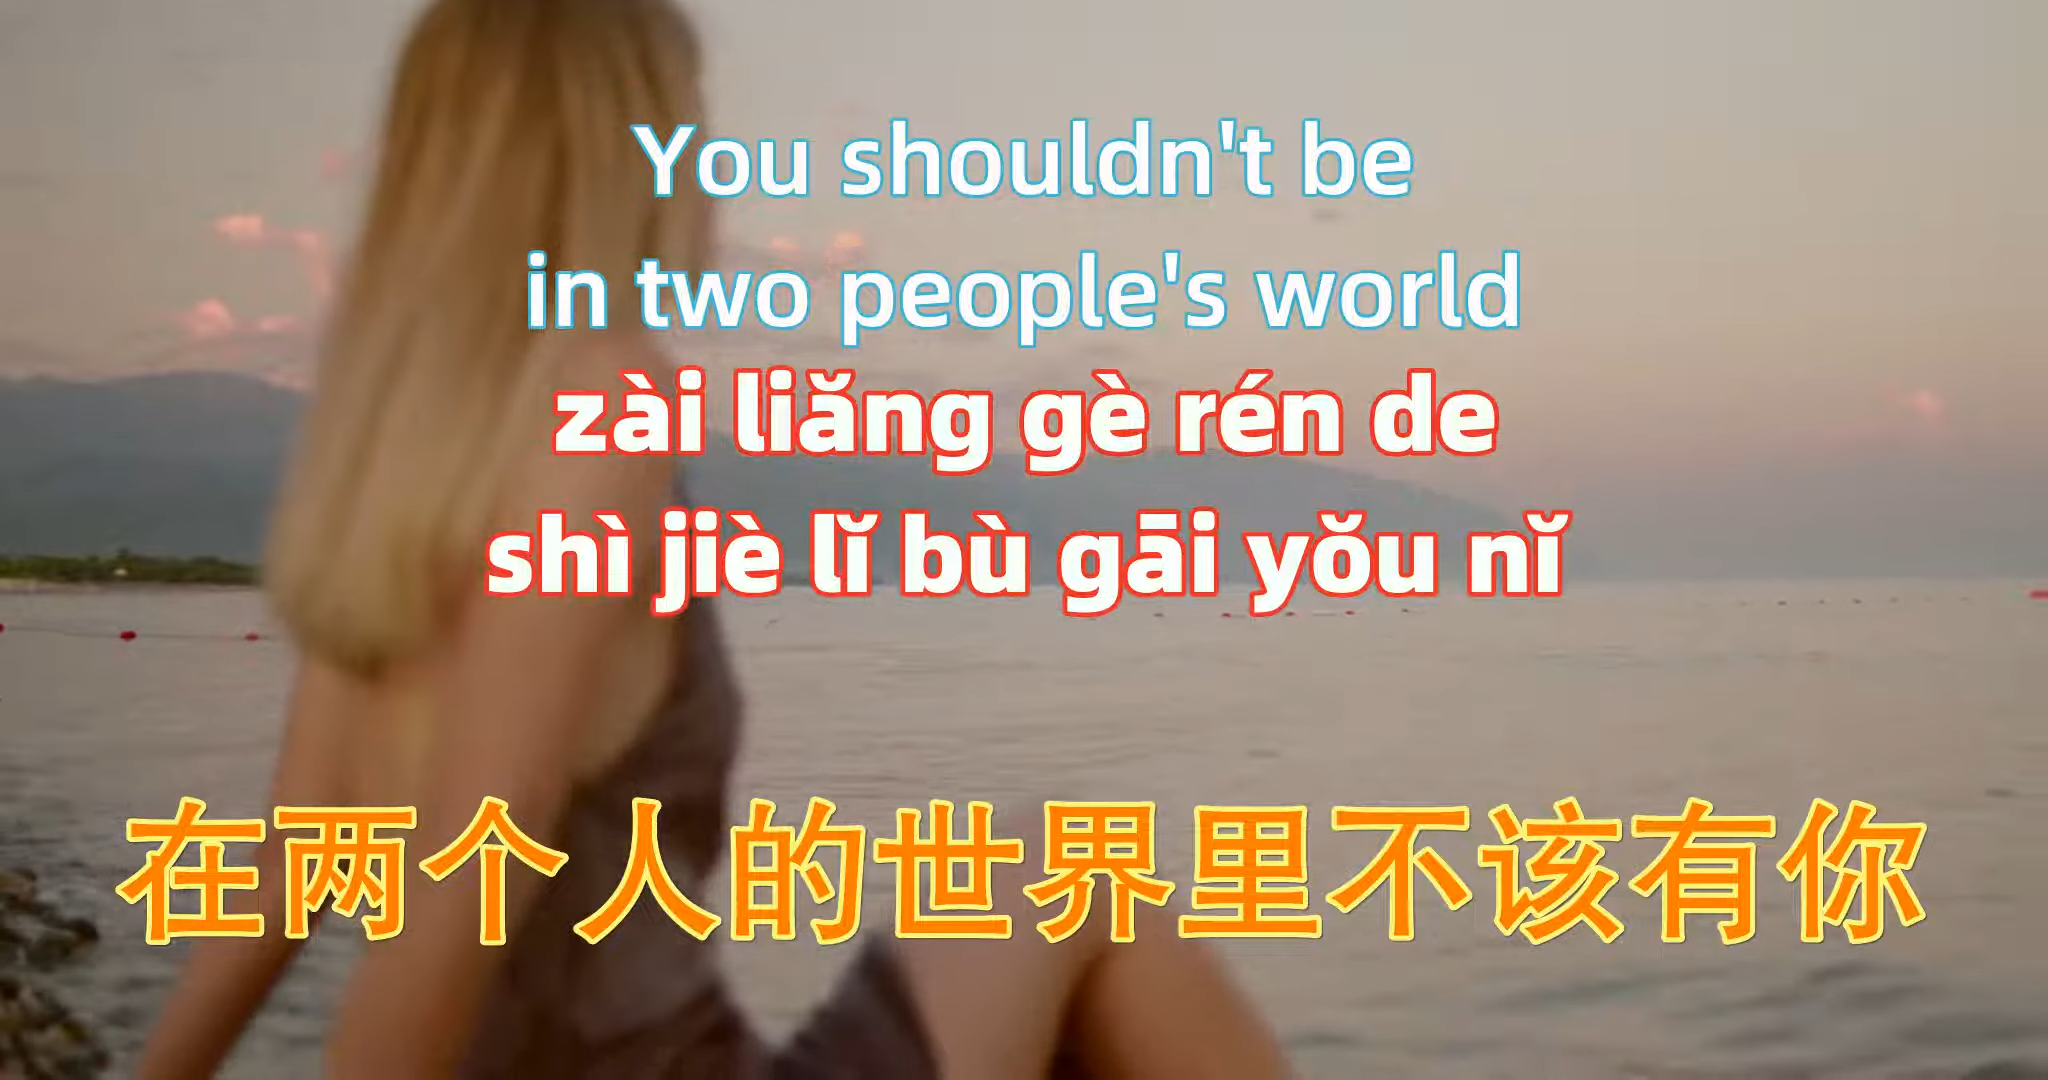 You shouldn't be
in two people's world
zài liǎng gè rén de
shì jiè lǐ bù gāi yǒu nǐ
在两个人的世界里不该有你